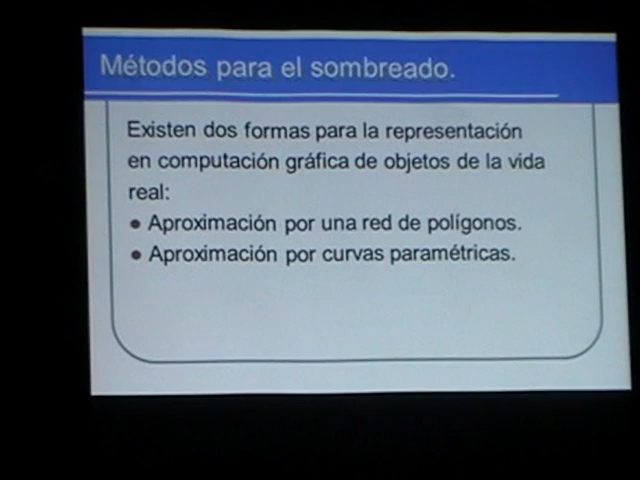 Métodos para el sombreado.
Existen dos formas para la representación
en computación gráfica de objetos de la vida
real:
● Aproximación por una red de polígonos.
● Aproximación por curvas paramétricas.